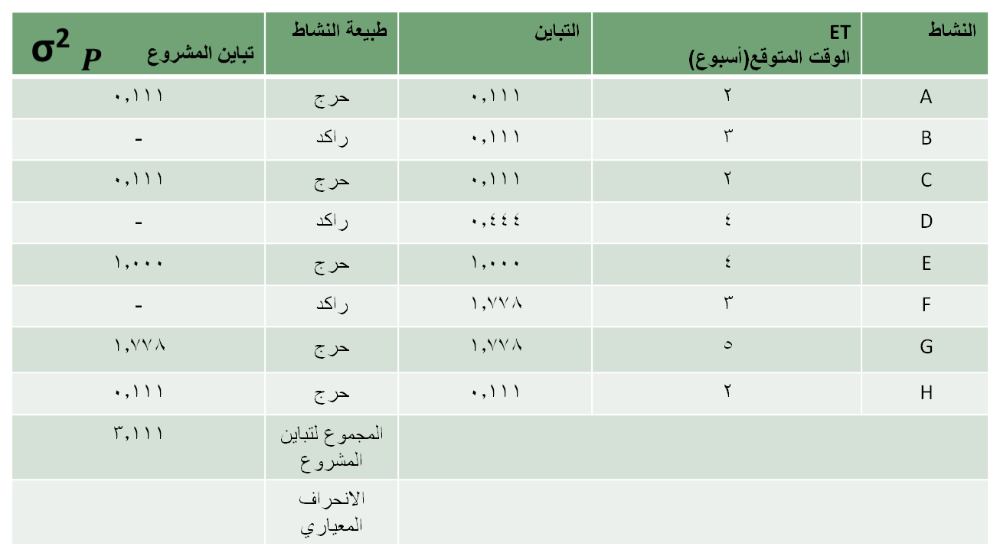 النشاط
ET
الوقت المتوقع(أسبوع)
التباين
طبيعة النشاط
تباين المشروع σ² P
A ٢ ٠,١١١ حرج ٠,١١١
B ٣ ٠,١١١ راكد -
C ٢ ٠,١١١ حرج ٠,١١١
D ٤ ٠,٤٤٤ راكد -
E ٤ ١,٠٠٠ حرج ١,٠٠٠
F ٣ ١,٧٧٨ راكد -
G ٥ ١,٧٧٨ حرج ١,٧٧٨
H ٢ ٠,١١١ حرج ٠,١١١
المجموع لتباين
المشروع
٣,١١١
الانحراف
المعياري